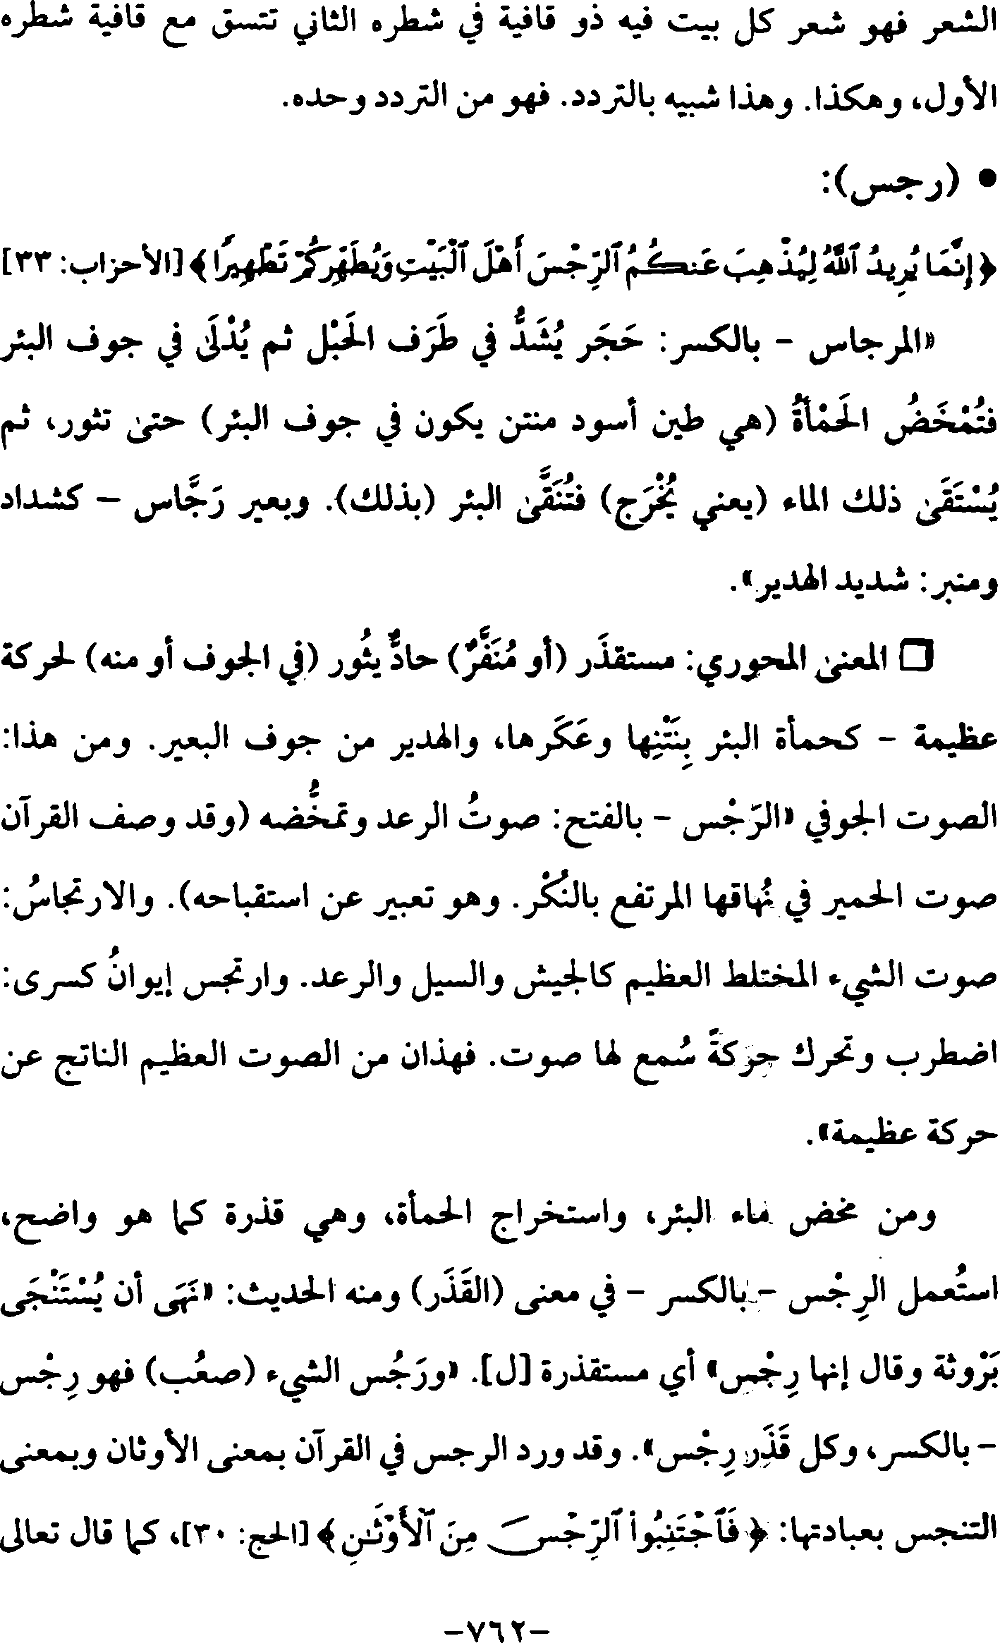 الشعر فهو شعر كل بيت فيه ذو قافية في شطره الثاني تتسق مع قافية شطره
الأول، وهكذا. وهذا شبيه بالتردد. فهو من التردد وحده.
• (رجس):
﴿إِنَّمَا يُرِيدُ ٱللَّهُ لِيُذْهِبَ عَنكُمُ ٱلرِّجْسَ أَهْلَ ٱلْبَيْتِ وَيُطَهِّرَكُمْ تَطْهِيرًا﴾ [الأحزاب: ٣٣]
«المرجاس – بالكسر: حَجَر يُشَدُّ في طَرَف الحَبْل ثم يُدْلَىٰ في جوف البئر
فتُمْخَضُ الحَمْأةُ (هي طين أسود منتن يكون في جوف البئر) حتىٰ تثور، ثم
يُسْتَقَىٰ ذلك الماء (يعني يُخْرَج) فتُنَقَّىٰ البئر (بذلك). وبعير رَجَّاس – كشداد
ومنبر: شديد الهدير».
❏ المعنىٰ المحوري: مستقذَر (أو مُنَفَّرٌ) حادٌّ يثُور (في الجوف أو منه) لحركة
عظيمة – كحمأة البئر بِنَتْنِها وعَكَرها، والهدير من جوف البعير. ومن هذا:
الصوت الجوفي «الرَّجْس – بالفتح: صوتُ الرعد وتمخُّضه (وقد وصف القرآن
صوت الحمير في نُهاقها المرتفع بالنُكْر. وهو تعبير عن استقباحه). والارتجاسُ:
صوت الشيء المختلط العظيم كالجيش والسيل والرعد. وارتجس إيوانُ كسرى:
اضطرب وتحرك حركةً سُمع لها صوت. فهذان من الصوت العظيم الناتج عن
حركة عظيمة».
ومن مخض ماء البئر، واستخراج الحمأة، وهي قذرة كما هو واضح،
استُعمل الرِجْس – بالكسر – في معنى (القَذَر) ومنه الحديث: «نَهَى أن يُسْتَنْجَى
بَرْوثة وقال إنها رِجْس» أي مستقذرة [ل]. «ورَجُس الشيء (صعُب) فهو رِجْس
– بالكسر، وكل قَذِر رِجْس». وقد ورد الرجس في القرآن بمعنى الأوثان وبمعنى
التنجس بعبادتها: ﴿فَٱجْتَنِبُوا۟ ٱلرِّجْسَ مِنَ ٱلْأَوْثَـٰنِ﴾ [الحج: ٣٠]، كما قال تعالى
–٧٦٢–